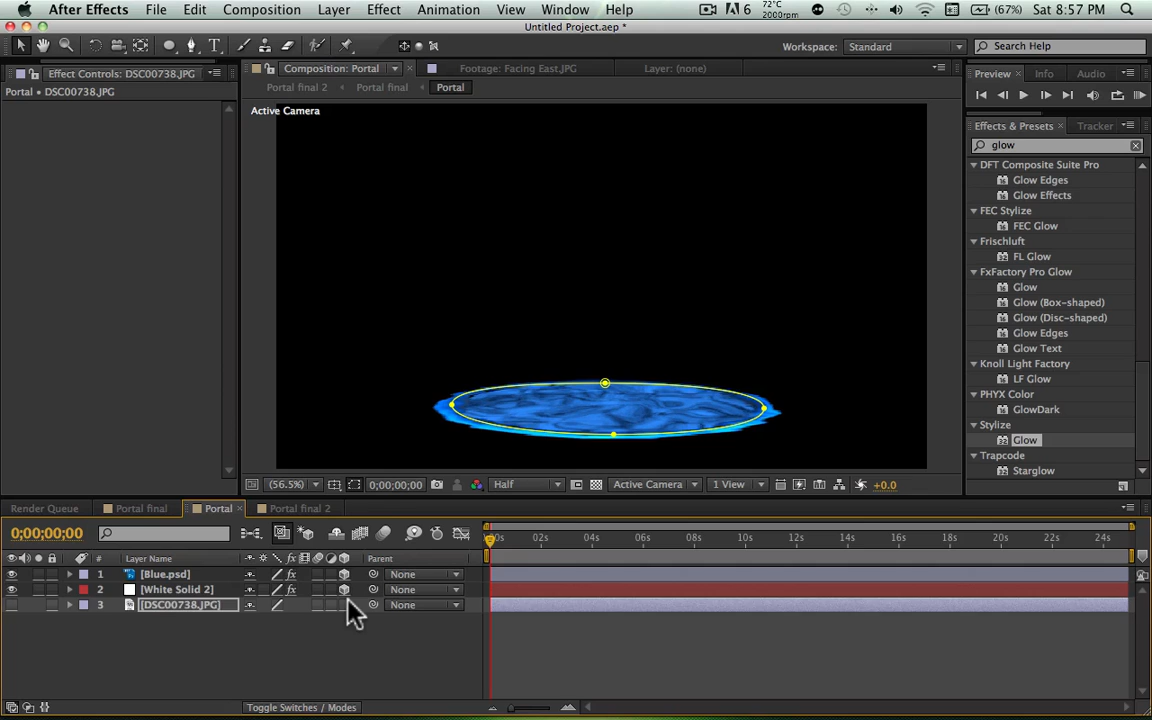 After Effects File Edit Composition Layer Effect Animation View Window Help 6 72°C 2000rpm (67%) Sat 8:57 PM
Untitled Project.aep *
Workspace: Standard Search Help
Effect Controls: DSC00738.JPG
Composition: Portal Footage: Facing East.JPG Layer: (none)
Preview Info Audio
Portal • DSC00738.JPG
Portal final 2 Portal final Portal
Active Camera
Effects & Presets Tracker
glow
DFT Composite Suite Pro
Glow Edges
Glow Effects
FEC Stylize
FEC Glow
Frischluft
FL Glow
FxFactory Pro Glow
Glow
Glow (Box-shaped)
Glow (Disc-shaped)
Glow Edges
Glow Text
Knoll Light Factory
LF Glow
PHYX Color
GlowDark
Stylize
Glow
Trapcode
Starglow
(56.5%) 0;00;00;00 Half Active Camera 1 View +0.0
Render Queue Portal final Portal Portal final 2
0;00;00;00
00s 02s 04s 06s 08s 10s 12s 14s 16s 18s 20s 22s 24s
# Layer Name fx Parent
1 [Blue.psd] fx None
2 [White Solid 2] fx None
3 [DSC00738.JPG] None
Toggle Switches / Modes